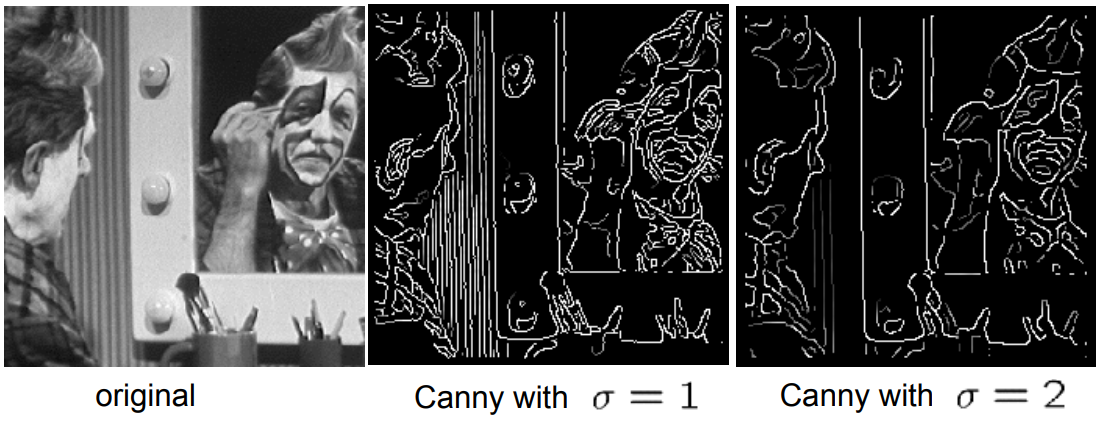 original
Canny with σ = 1
Canny with σ = 2